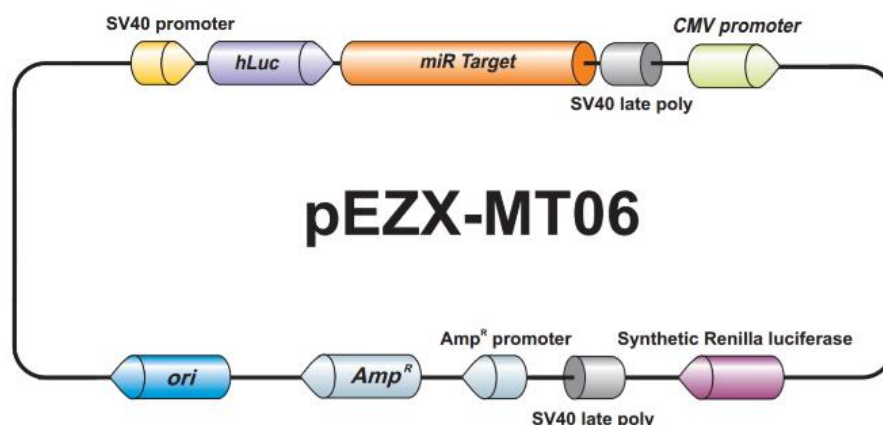 SV40 promoter
hLuc
miR Target
SV40 late poly
CMV promoter
pEZX-MT06
ori
Amp^R
Amp^R promoter
SV40 late poly
Synthetic Renilla luciferase